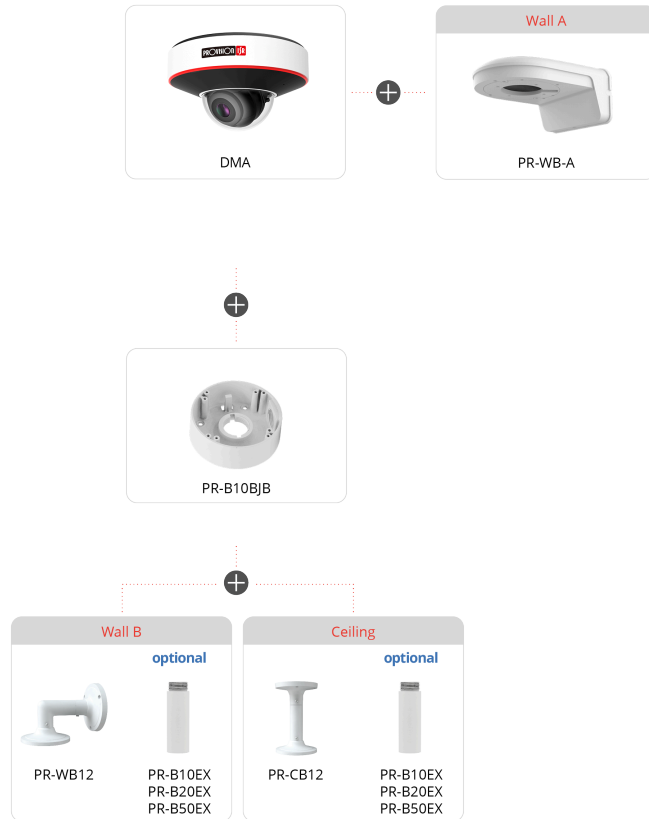 Wall A
PROVISION ISR
DMA
PR-WB-A
PR-B10BJB
Wall B
Ceiling
optional
optional
PR-WB12
PR-B10EX
PR-B20EX
PR-B50EX
PR-CB12
PR-B10EX
PR-B20EX
PR-B50EX